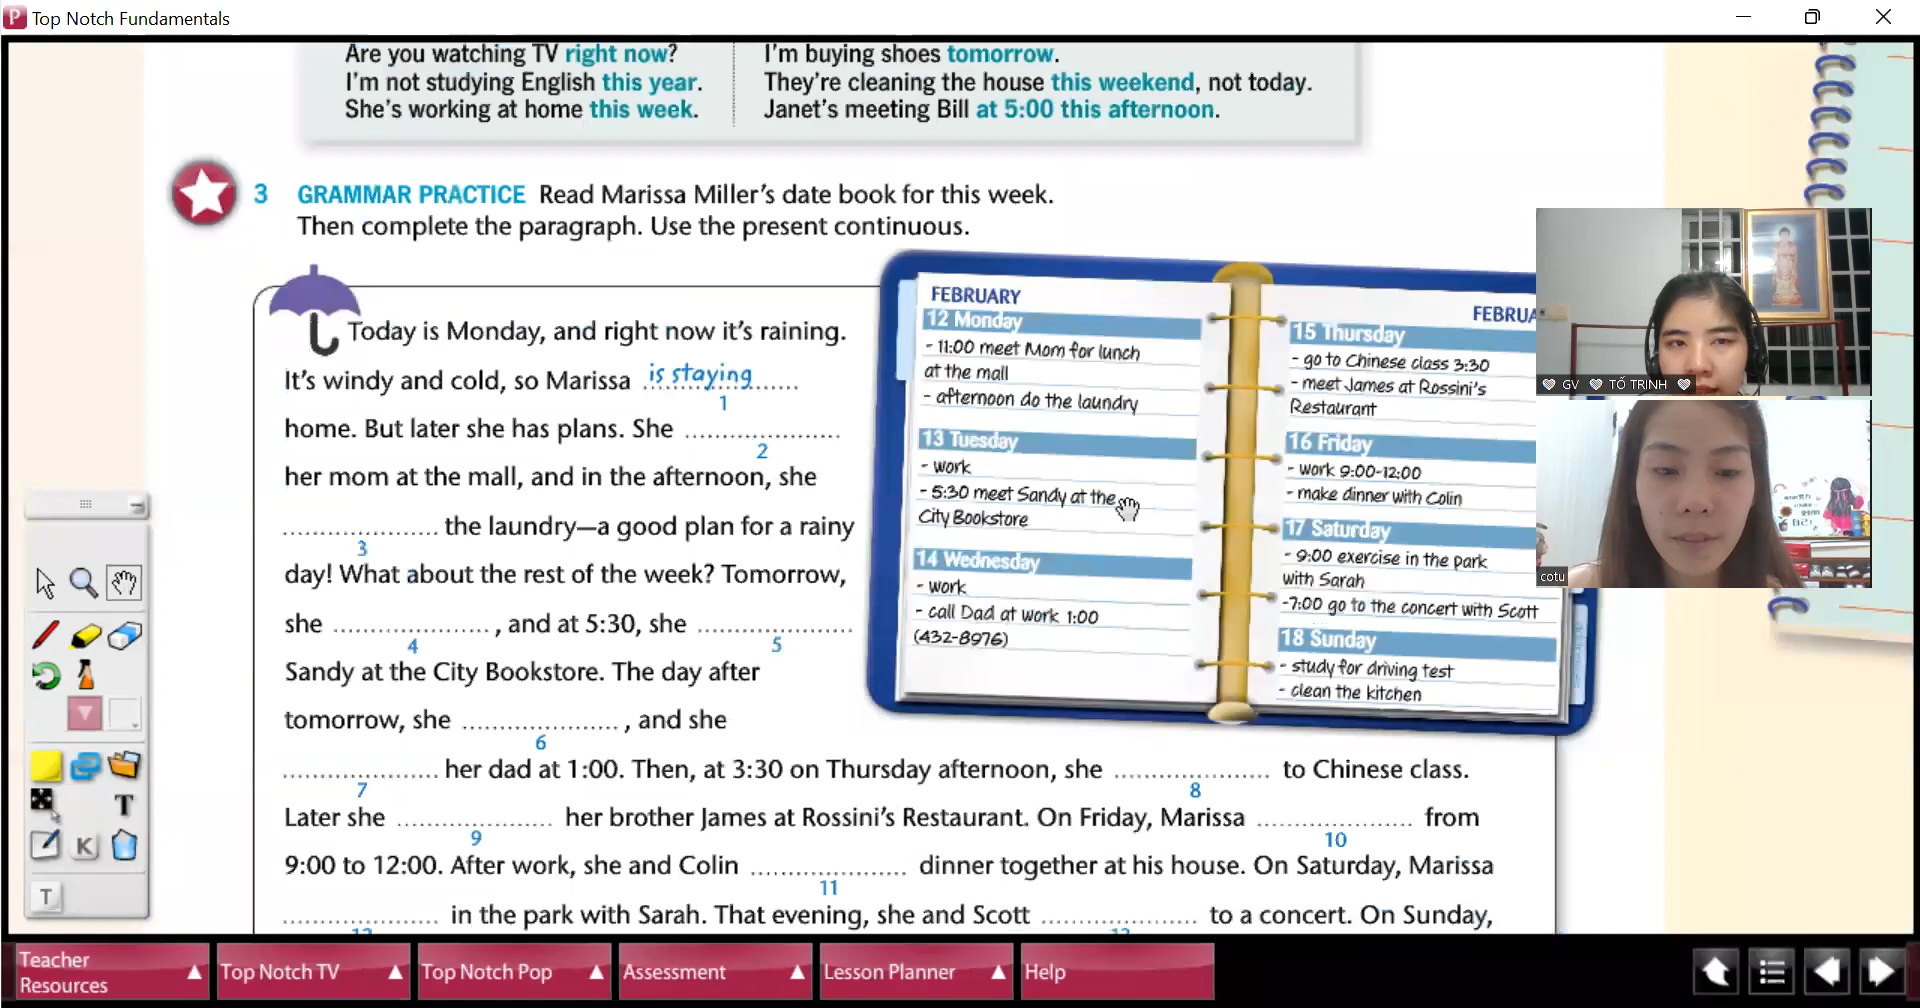 Top Notch Fundamentals
Are you watching TV right now?
I'm not studying English this year.
She's working at home this week.
I'm buying shoes tomorrow.
They're cleaning the house this weekend, not today.
Janet's meeting Bill at 5:00 this afternoon.
3 GRAMMAR PRACTICE Read Marissa Miller's date book for this week.
Then complete the paragraph. Use the present continuous.
Today is Monday, and right now it's raining.
It's windy and cold, so Marissa is staying
1
home. But later she has plans. She ....................
2
her mom at the mall, and in the afternoon, she
.................... the laundry—a good plan for a rainy
3
day! What about the rest of the week? Tomorrow,
she .................... , and at 5:30, she ....................
4 5
Sandy at the City Bookstore. The day after
tomorrow, she .................... , and she
6
.................... her dad at 1:00. Then, at 3:30 on Thursday afternoon, she .................... to Chinese class.
7 8
Later she .................... her brother James at Rossini's Restaurant. On Friday, Marissa .................... from
9 10
9:00 to 12:00. After work, she and Colin .................... dinner together at his house. On Saturday, Marissa
11
.................... in the park with Sarah. That evening, she and Scott .................... to a concert. On Sunday,
FEBRUARY
12 Monday
- 11:00 meet Mom for lunch
at the mall
- afternoon do the laundry
13 Tuesday
- work
- 5:30 meet Sandy at the
City Bookstore
14 Wednesday
- work
- call Dad at work 1:00
(432-8976)
FEBRUA
15 Thursday
- go to Chinese class 3:30
- meet James at Rossini's
Restaurant
16 Friday
- work 9:00-12:00
- make dinner with Colin
17 Saturday
- 9:00 exercise in the park
with Sarah
-7:00 go to the concert with Scott
18 Sunday
- study for driving test
- clean the kitchen
GV TỐ TRINH
cotu
T
K
T
Teacher
Resources
Top Notch TV
Top Notch Pop
Assessment
Lesson Planner
Help